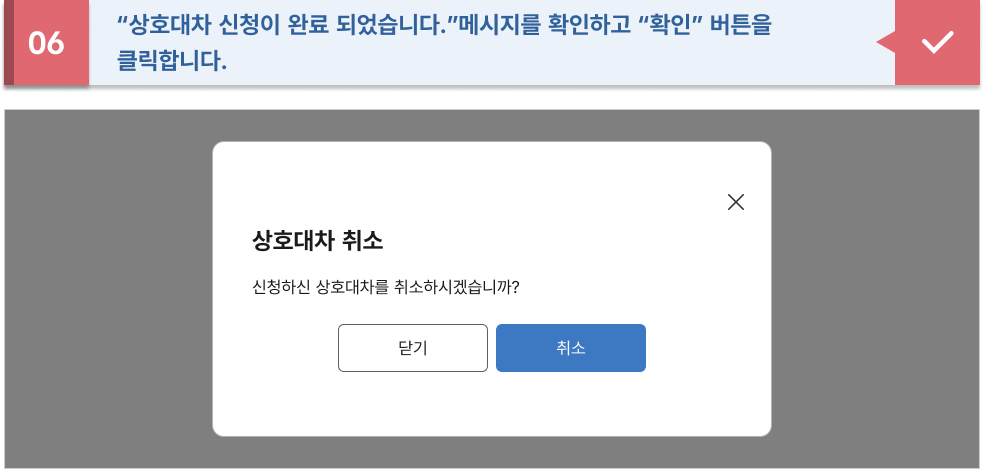 06
“상호대차 신청이 완료 되었습니다.”메시지를 확인하고 “확인” 버튼을
클릭합니다.
상호대차 취소
신청하신 상호대차를 취소하시겠습니까?
닫기
취소